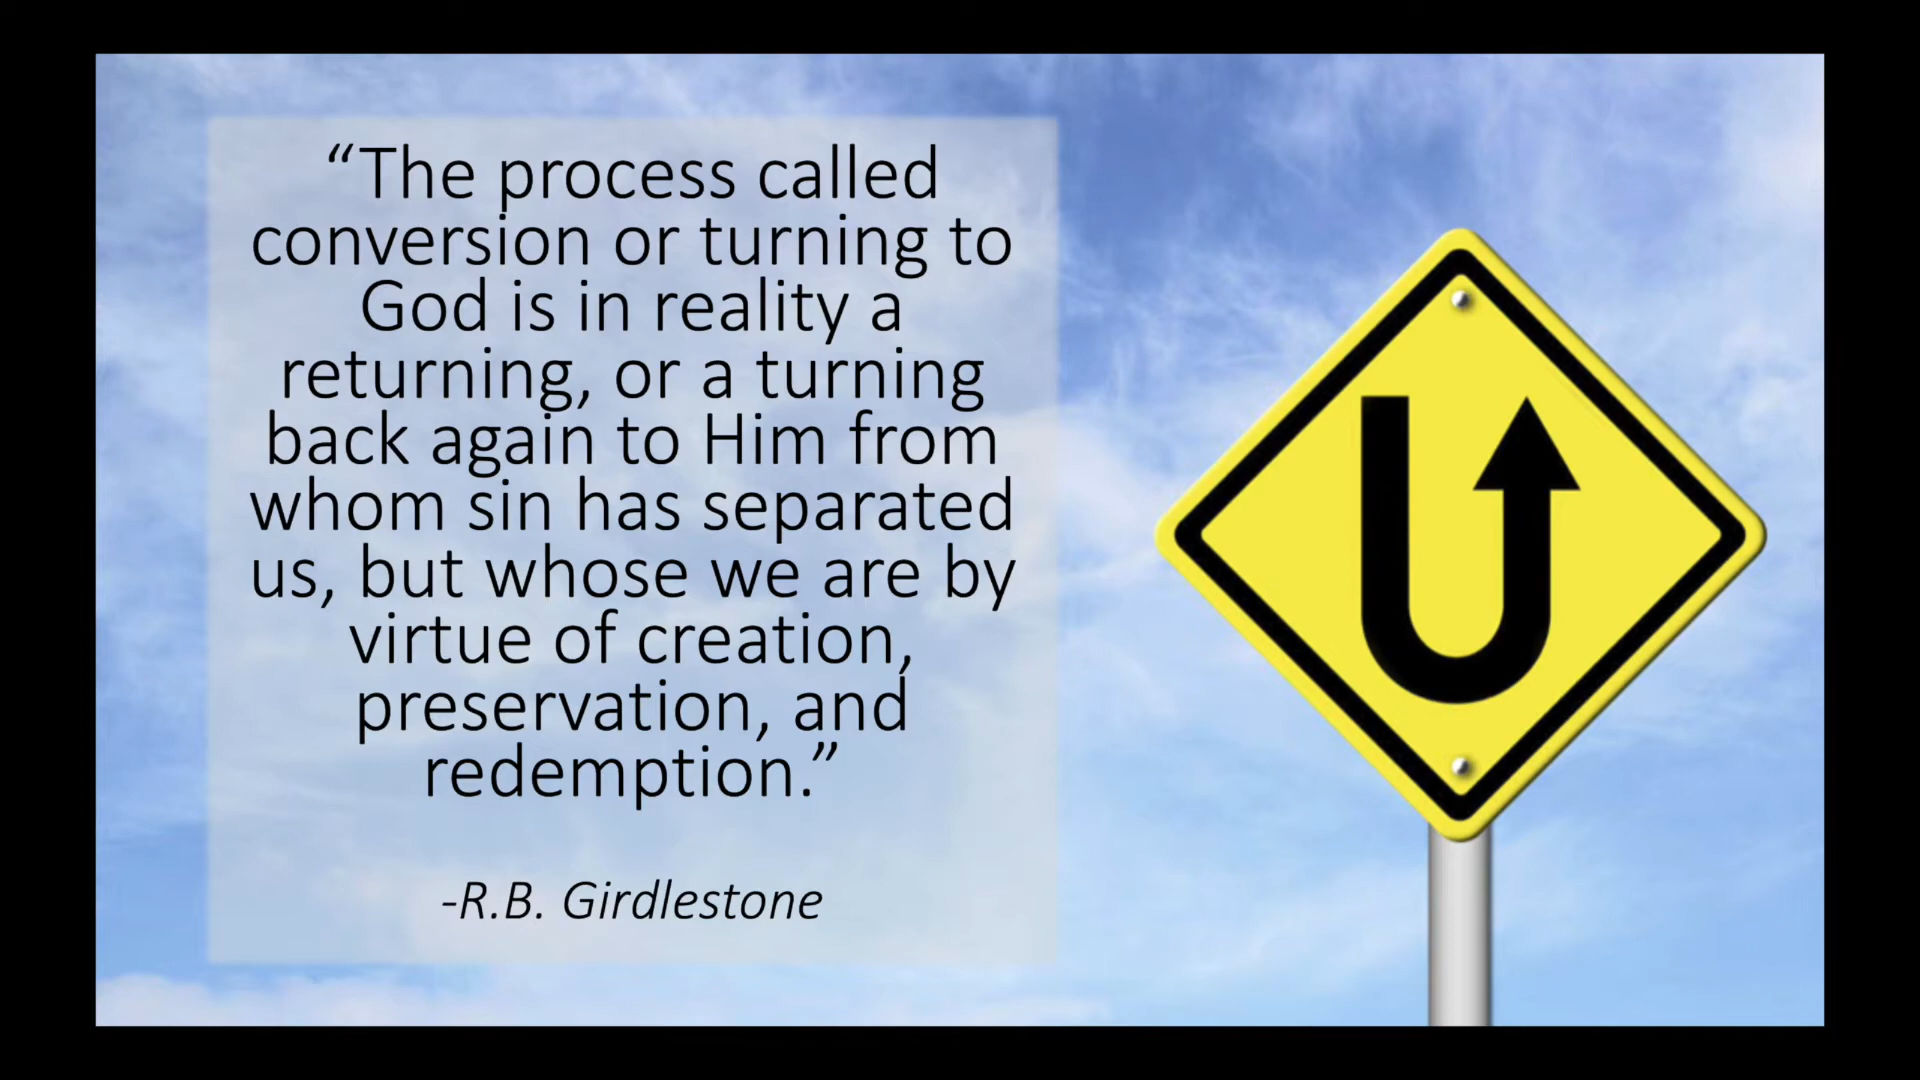 “The process called
conversion or turning to
God is in reality a
returning, or a turning
back again to Him from
whom sin has separated
us, but whose we are by
virtue of creation,
preservation, and
redemption.”
-R.B. Girdlestone